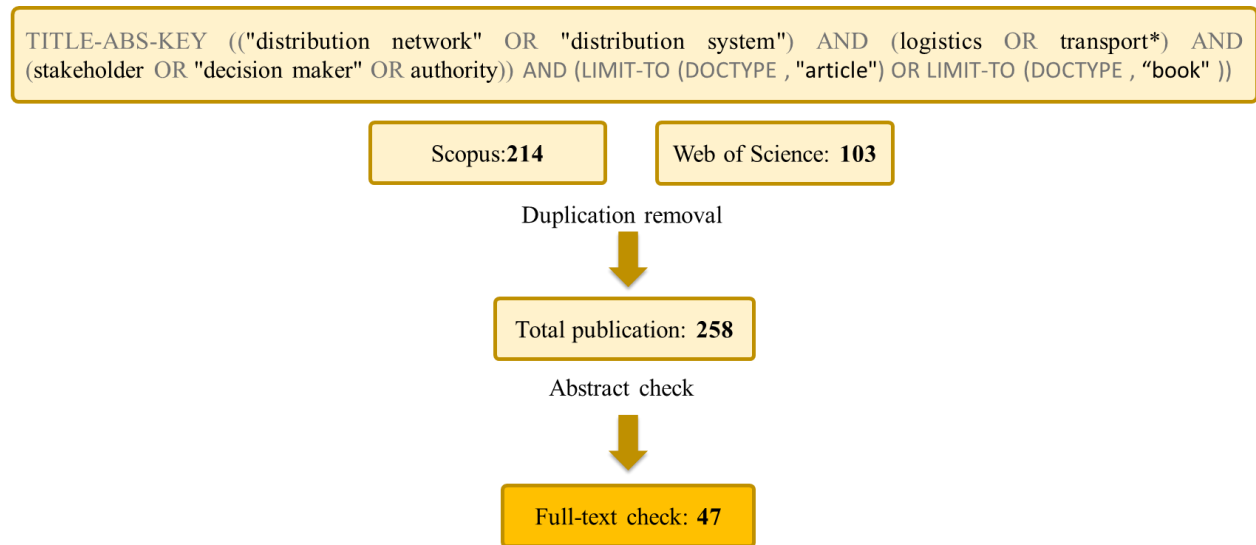 TITLE-ABS-KEY (("distribution network" OR "distribution system") AND (logistics OR transport*) AND
(stakeholder OR "decision maker" OR authority)) AND (LIMIT-TO (DOCTYPE , "article") OR LIMIT-TO (DOCTYPE , “book" ))
Scopus:214
Web of Science: 103
Duplication removal
Total publication: 258
Abstract check
Full-text check: 47